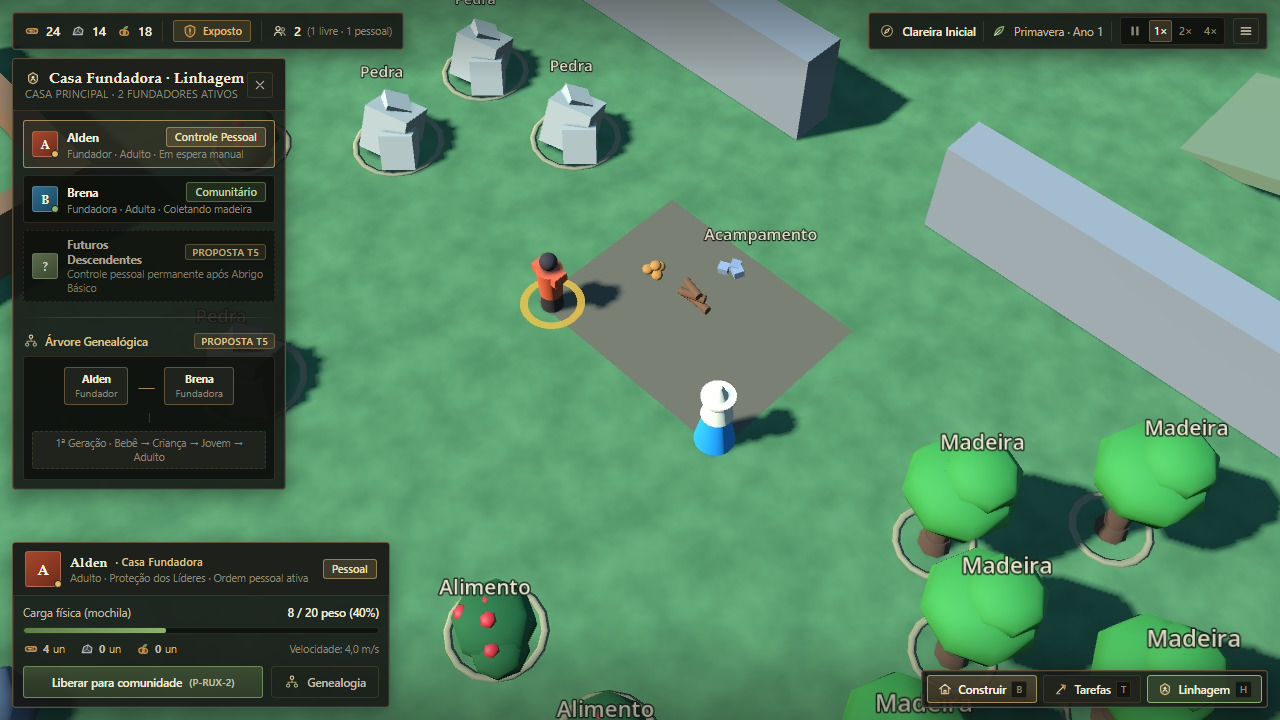 24 14 18 Exposto 2 (1 livre · 1 pessoal)
Clareira Inicial Primavera · Ano 1 1× 2× 4×
Casa Fundadora · Linhagem
CASA PRINCIPAL · 2 FUNDADORES ATIVOS
A Alden Controle Pessoal
Fundador · Adulto · Em espera manual
B Brena Comunitário
Fundadora · Adulta · Coletando madeira
? Futuros Descendentes PROPOSTA T5
Controle pessoal permanente após Abrigo
Básico
Árvore Genealógica PROPOSTA T5
Alden — Brena
Fundador Fundadora
1ª Geração · Bebê → Criança → Jovem →
Adulto
Pedra
Pedra
Pedra
Pedra
Acampamento
Madeira
Madeira
Madeira
Madeira
Madeira
Alimento
Alimento
A Alden · Casa Fundadora Pessoal
Adulto · Proteção dos Líderes · Ordem pessoal ativa
Carga física (mochila) 8 / 20 peso (40%)
4 un 0 un 0 un Velocidade: 4,0 m/s
Liberar para comunidade (P-RUX-2) Genealogia
Construir B Tarefas T Linhagem H